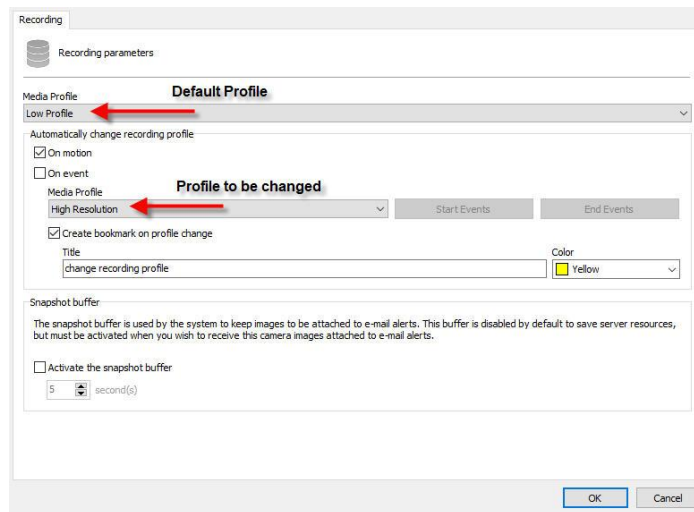 Recording
Recording parameters
Default Profile
Media Profile
Low Profile
Automatically change recording profile
On motion
On event
Profile to be changed
Media Profile
High Resolution
Start Events
End Events
Create bookmark on profile change
Title
Color
change recording profile
Yellow
Snapshot buffer
The snapshot buffer is used by the system to keep images to be attached to e-mail alerts. This buffer is disabled by default to save server resources,
but must be activated when you wish to receive this camera images attached to e-mail alerts.
Activate the snapshot buffer
5 second(s)
OK
Cancel